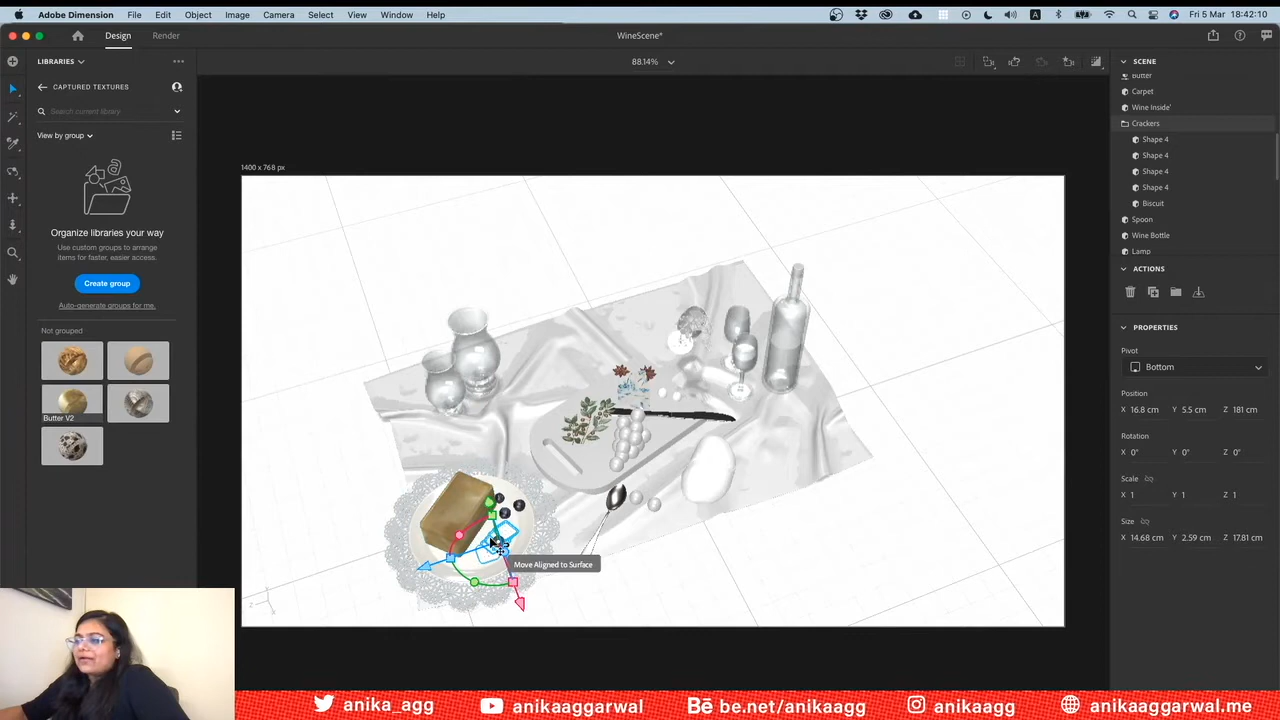 Adobe Dimension File Edit Object Image Camera Select View Window Help
Fri 5 Mar 18:42:10
Design Render
WineScene*
LIBRARIES
88.14%
CAPTURED TEXTURES
Search current library
View by group
Organize libraries your way
Use custom groups to arrange
items for faster, easier access.
Create group
Auto-generate groups for me.
Not grouped
Butter V2
1400 x 768 px
Move Aligned to Surface
SCENE
Butter
Carpet
Wine Inside'
Crackers
Shape 4
Shape 4
Shape 4
Shape 4
Biscuit
Spoon
Wine Bottle
Lamp
ACTIONS
PROPERTIES
Pivot
Bottom
Position
X 16.8 cm Y 5.5 cm Z 181 cm
Rotation
X 0° Y 0° Z 0°
Scale
X 1 Y 1 Z 1
Size
X 14.68 cm Y 2.59 cm Z 17.81 cm
anika_agg anikaaggarwal be.net/anikaagg anikaagg anikaaggarwal.me